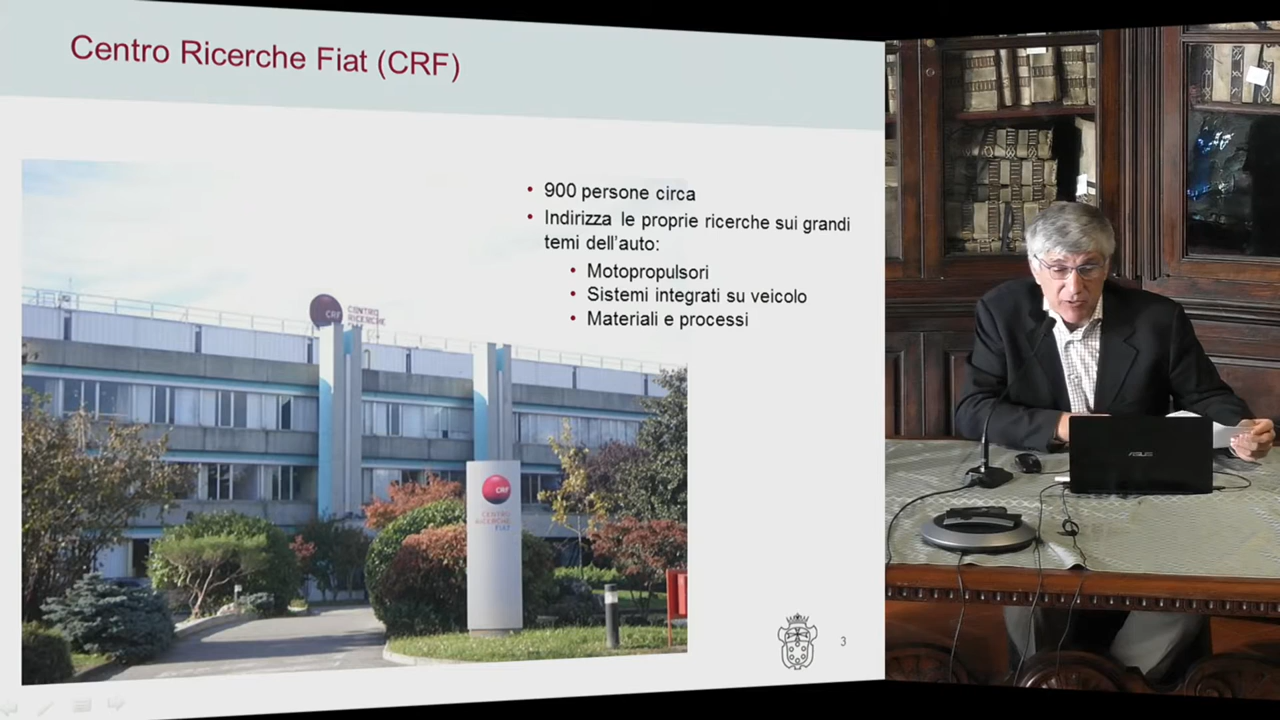 Centro Ricerche Fiat (CRF)
• 900 persone circa
• Indirizza le proprie ricerche sui grandi
temi dell'auto:
• Motopropulsori
• Sistemi integrati su veicolo
• Materiali e processi
CRF
CENTRO
RICERCHE
CRF
CENTRO
RICERCHE
FIAT
3
ASUS